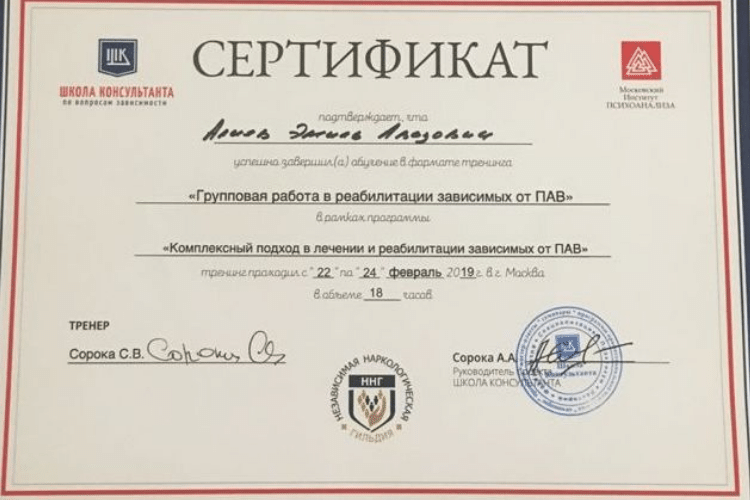 ШК
СЕРТИФИКАТ
ШКОЛА КОНСУЛЬТАНТА
по вопросам зависимости
Московский
Институт
ПСИХОАНАЛИЗА
подтверждает, что
Алиев Эмиль
успешно завершил(а) обучение в формате тренинга
«Групповая работа в реабилитации зависимых от ПАВ»
в рамках программы
«Комплексный подход в лечении и реабилитации зависимых от ПАВ»
тренинг проходил с "22" по "24" февраль 2019 г. в г. Москва
в объеме 18 часов
ТРЕНЕР
Сорока С.В. Сорока СВ
Сорока А.А.
Руководитель Проекта
ШКОЛА КОНСУЛЬТАНТА
НЕЗАВИСИМАЯ НАРКОЛОГИЧЕСКАЯ
ННГ
ГИЛЬДИЯ
Школа
Консультанта